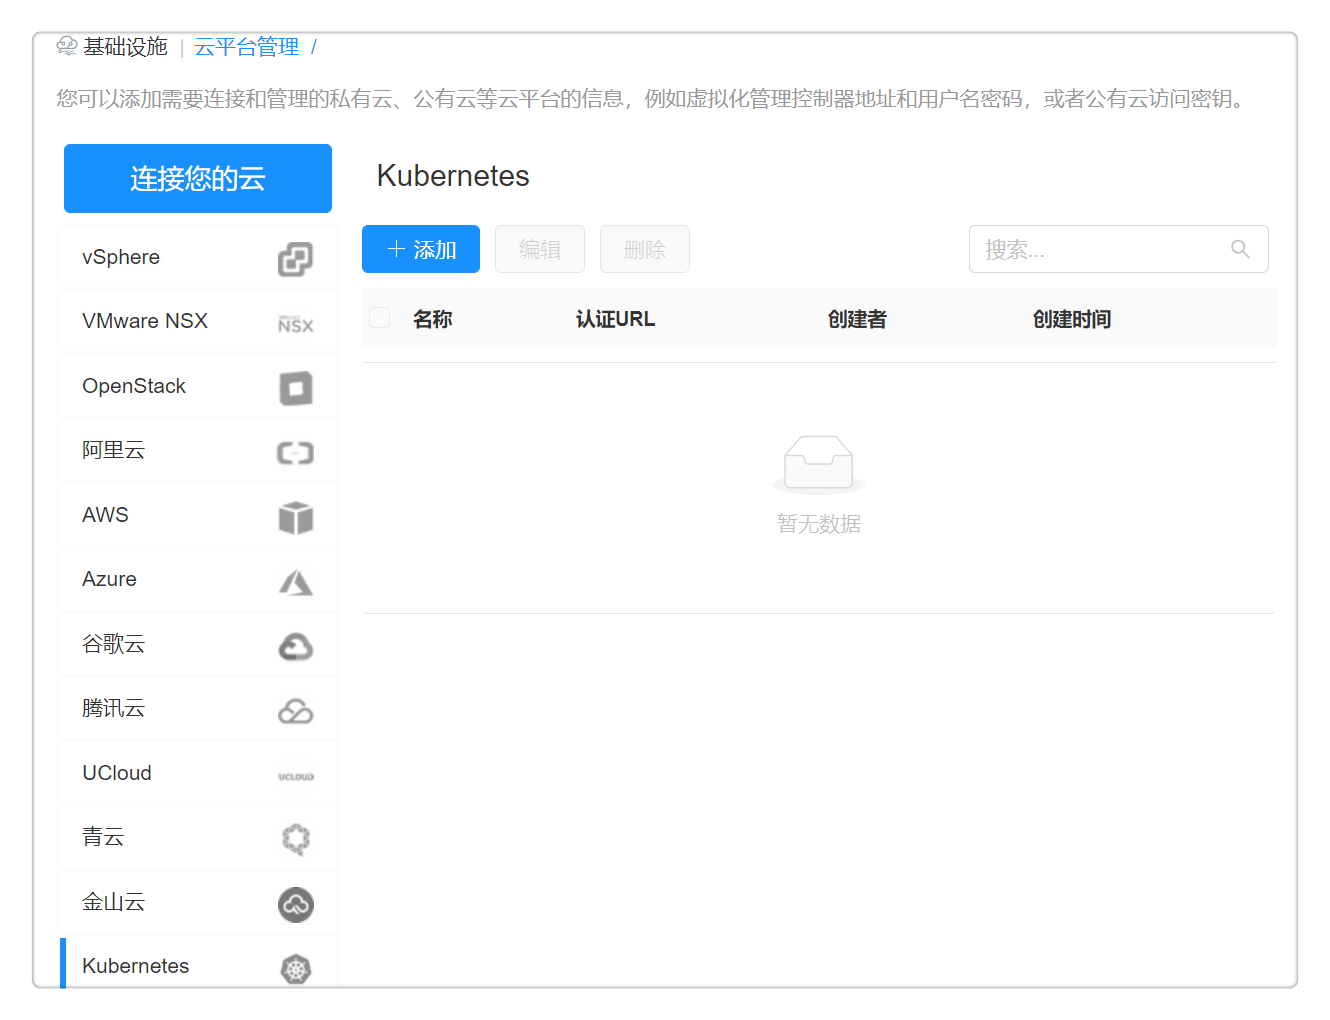 基础设施 | 云平台管理 /
您可以添加需要连接和管理的私有云、公有云等云平台的信息，例如虚拟化管理控制器地址和用户名密码，或者公有云访问密钥。
连接您的云
Kubernetes
添加 编辑 删除 搜索...
名称 认证URL 创建者 创建时间
暂无数据
vSphere
VMware NSX NSX
OpenStack
阿里云
AWS
Azure
谷歌云
腾讯云
UCloud UCLOUD
青云
金山云
Kubernetes